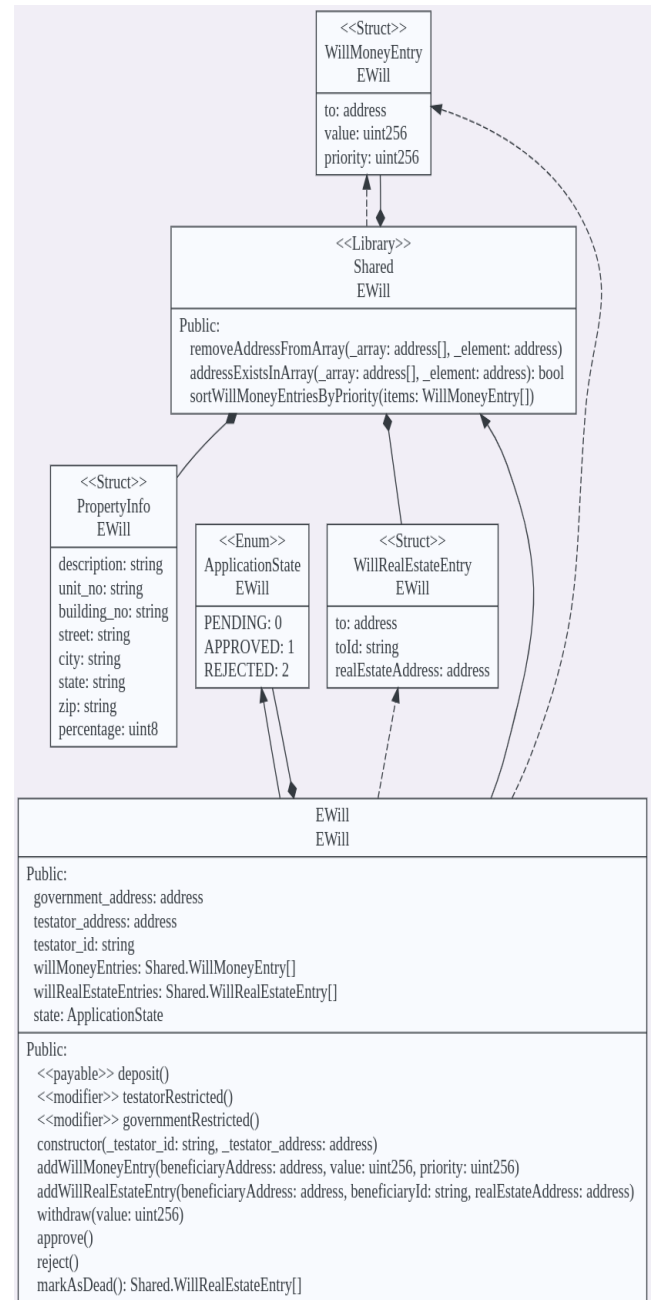 <<Struct>>
WillMoneyEntry
EWill
to: address
value: uint256
priority: uint256
<<Library>>
Shared
EWill
Public:
removeAddressFromArray(_array: address[], _element: address)
addressExistsInArray(_array: address[], _element: address): bool
sortWillMoneyEntriesByPriority(items: WillMoneyEntry[])
<<Struct>>
PropertyInfo
EWill
description: string
unit_no: string
building_no: string
street: string
city: string
state: string
zip: string
percentage: uint8
<<Enum>>
ApplicationState
EWill
PENDING: 0
APPROVED: 1
REJECTED: 2
<<Struct>>
WillRealEstateEntry
EWill
to: address
toId: string
realEstateAddress: address
EWill
EWill
Public:
government_address: address
testator_address: address
testator_id: string
willMoneyEntries: Shared.WillMoneyEntry[]
willRealEstateEntries: Shared.WillRealEstateEntry[]
state: ApplicationState
Public:
<<payable>> deposit()
<<modifier>> testatorRestricted()
<<modifier>> governmentRestricted()
constructor(_testator_id: string, _testator_address: address)
addWillMoneyEntry(beneficiaryAddress: address, value: uint256, priority: uint256)
addWillRealEstateEntry(beneficiaryAddress: address, beneficiaryId: string, realEstateAddress: address)
withdraw(value: uint256)
approve()
reject()
markAsDead(): Shared.WillRealEstateEntry[]